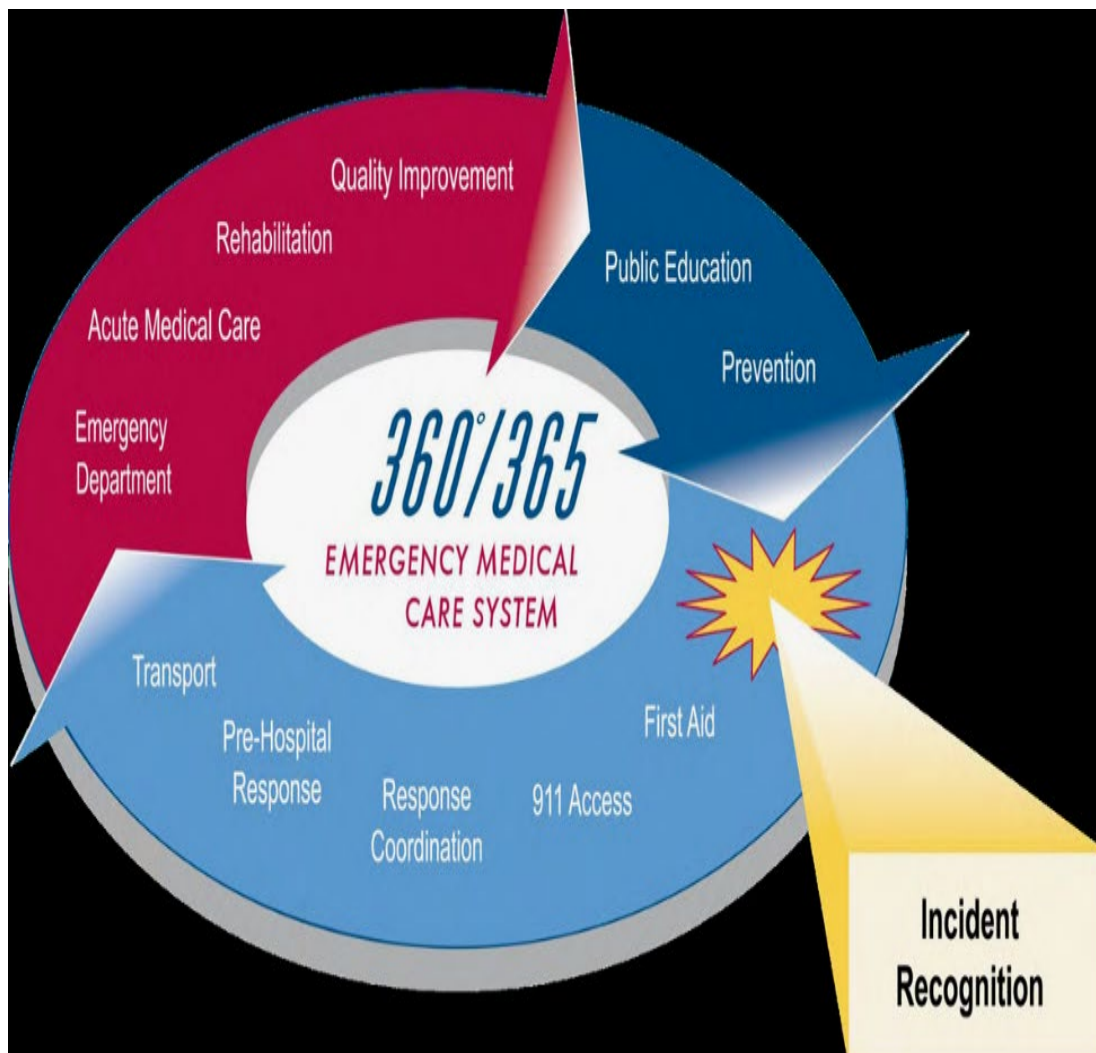 Quality Improvement
Rehabilitation
Acute Medical Care
Emergency
Department
Public Education
Prevention
360°/365
EMERGENCY MEDICAL
CARE SYSTEM
First Aid
911 Access
Response
Coordination
Pre-Hospital
Response
Transport
Incident
Recognition